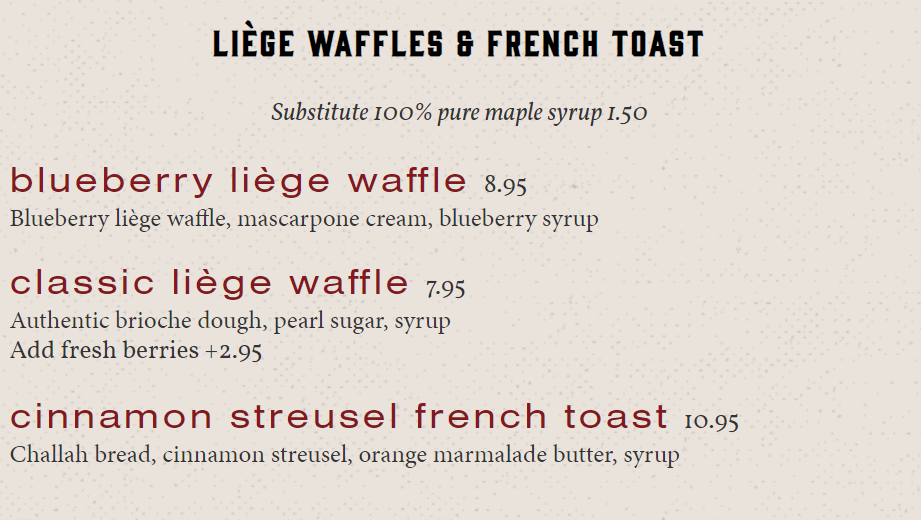 LIÈGE WAFFLES & FRENCH TOAST
Substitute 100% pure maple syrup 1.50
blueberry liège waffle 8.95
Blueberry liège waffle, mascarpone cream, blueberry syrup
classic liège waffle 7.95
Authentic brioche dough, pearl sugar, syrup
Add fresh berries +2.95
cinnamon streusel french toast 10.95
Challah bread, cinnamon streusel, orange marmalade butter, syrup